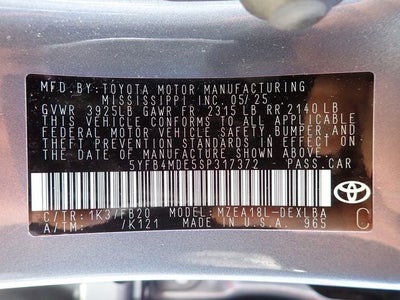 MFD. BY: TOYOTA MOTOR MANUFACTURING
MISSISSIPPI, INC. 05/25
GVWR 3925LB GAWR FR 2315 LB RR 2140 LB
THIS VEHICLE CONFORMS TO ALL APPLICABLE
FEDERAL MOTOR VEHICLE SAFETY, BUMPER, AND
THEFT PREVENTION STANDARDS IN EFFECT ON
THE DATE OF MANUFACTURE SHOWN ABOVE.
5YFB4MDE5SP317372 PASS. CAR
TOYOTA
C/TR: 1K3/FB20 MODEL: MZEA18L-DEXLBA
A/TM: /K121 MADE IN U.S.A. 965
C